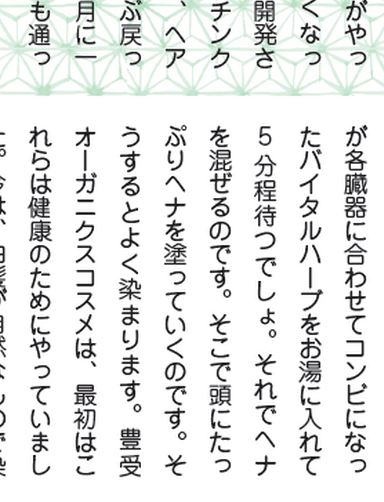 がやっ
くなっ
開発さ
チンク
、ヘア
ぶ戻っ
月に一
も通っ
が各臓器に合わせてコンビになっ
たバイタルハーブをお湯に入れて
5分程待つでしょ。それでヘナ
を混ぜるのです。そこで頭にたっ
ぷりヘナを塗っていくのです。そ
うするとよく染まります。豊受
オーガニクスコスメは、最初はこ
れらは健康のためにやっていまし